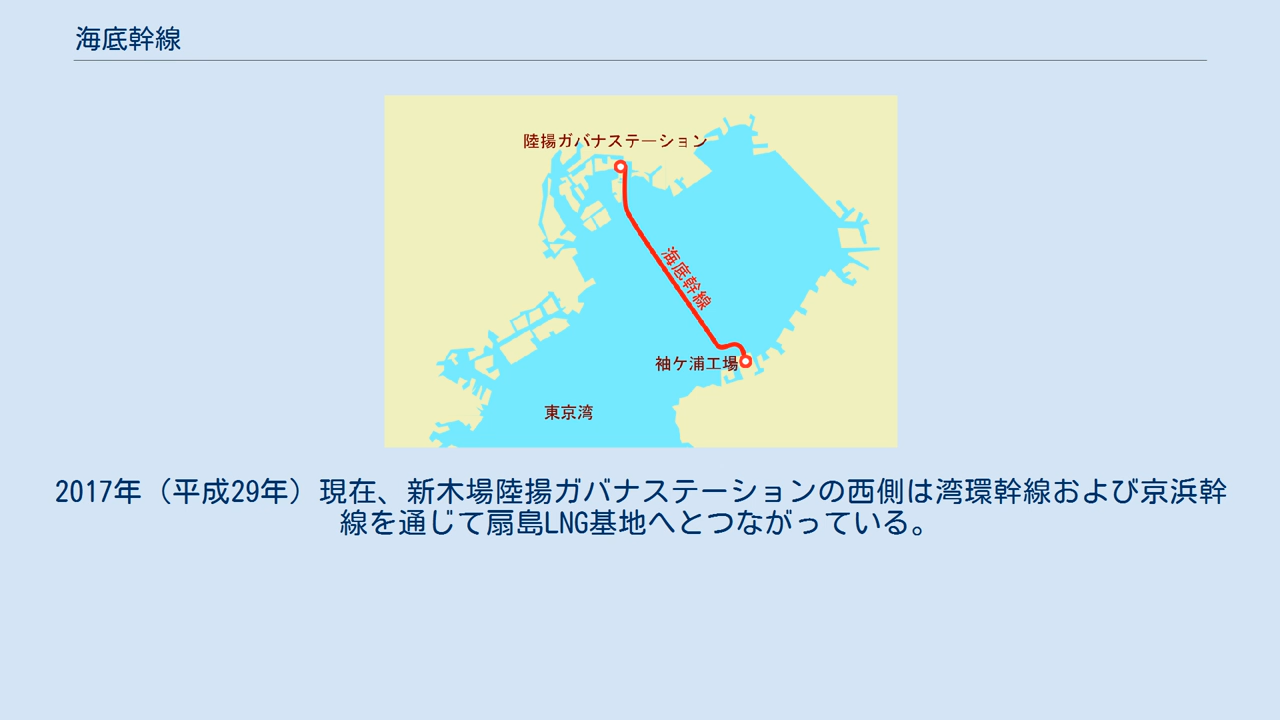 海底幹線
陸揚ガバナステーション
海底幹線
袖ケ浦工場
東京湾
2017年（平成29年）現在、新木場陸揚ガバナステーションの西側は湾環幹線および京浜幹
線を通じて扇島LNG基地へとつながっている。